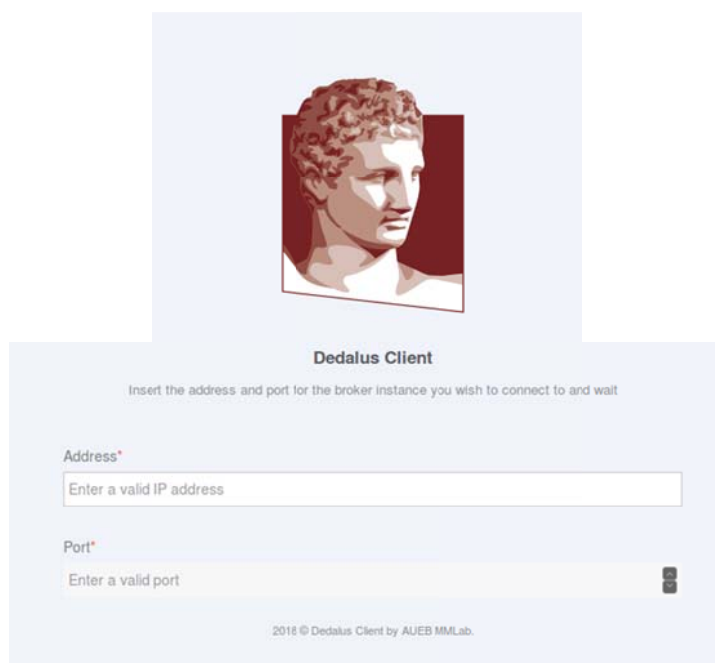 Dedalus Client
Insert the address and port for the broker instance you wish to connect to and wait
Address*
Enter a valid IP address
Port*
Enter a valid port
2018 © Dedalus Client by AUEB MMLab.